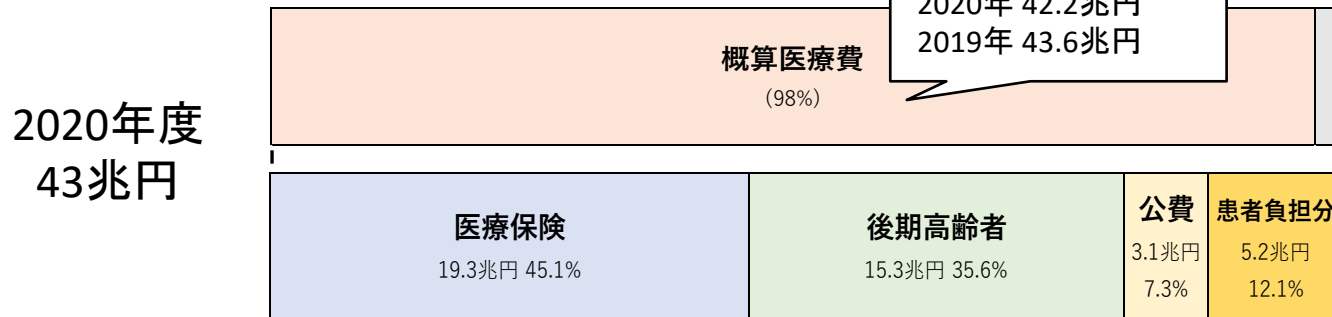 2020年 42.2兆円
2019年 43.6兆円
概算医療費
(98%)
2020年度
43兆円
医療保険
19.3兆円 45.1%
後期高齢者
15.3兆円 35.6%
公費
3.1兆円
7.3%
患者負担分
5.2兆円
12.1%